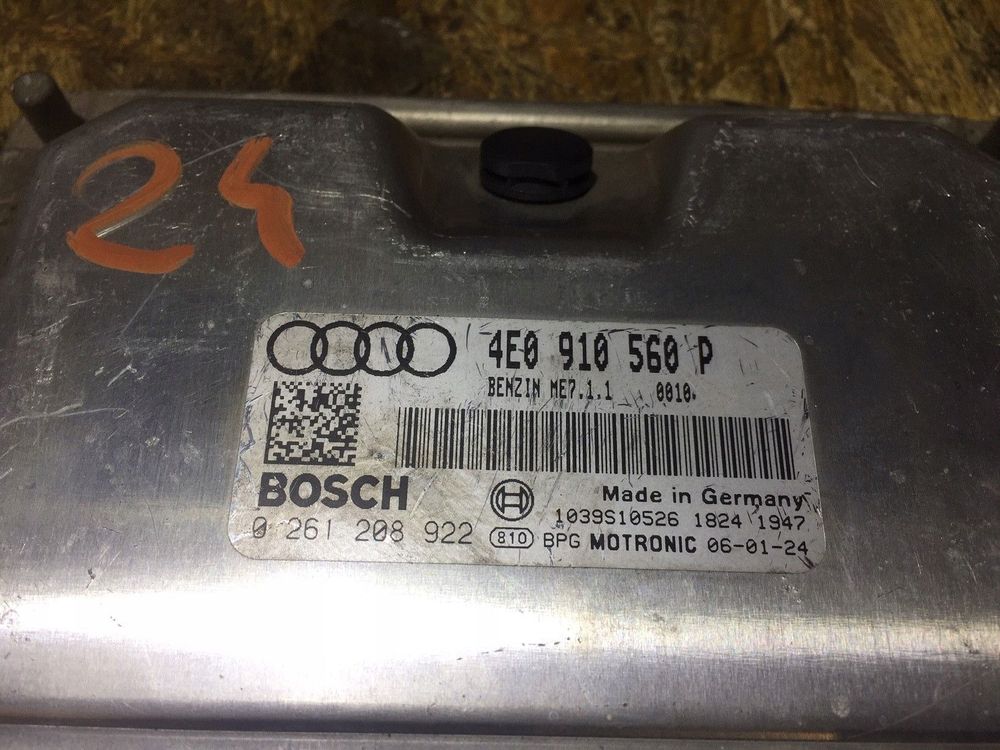 24
4E0 910 560 P
BENZIN ME7.1.1 0010
BOSCH
Made in Germany
1039S10526 1824 1947
0 261 208 922
810 BPG MOTRONIC 06-01-24